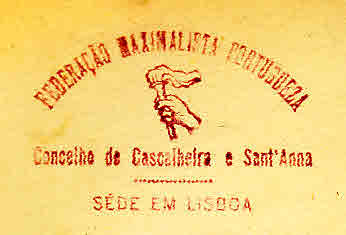 FEDERAÇÃO MAXIMALISTA PORTUGUEZA
Concelho de Cascalheira e Sant'Anna
SÉDE EM LISBOA